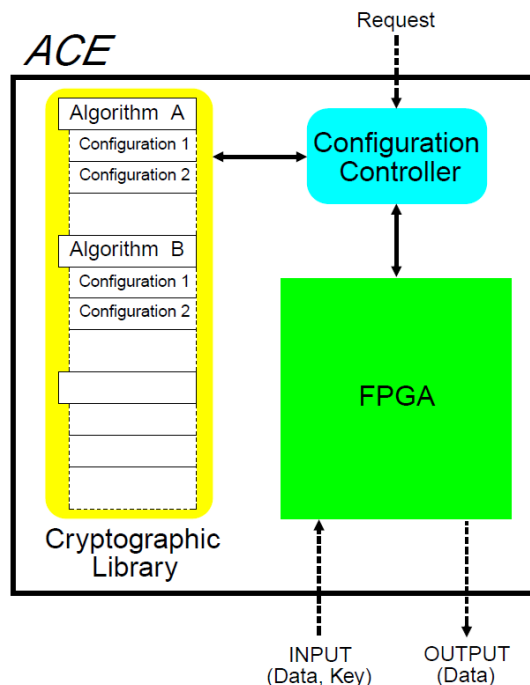 Request
ACE
Algorithm A
Configuration 1
Configuration 2
Algorithm B
Configuration 1
Configuration 2
Cryptographic
Library
Configuration
Controller
FPGA
INPUT
(Data, Key)
OUTPUT
(Data)